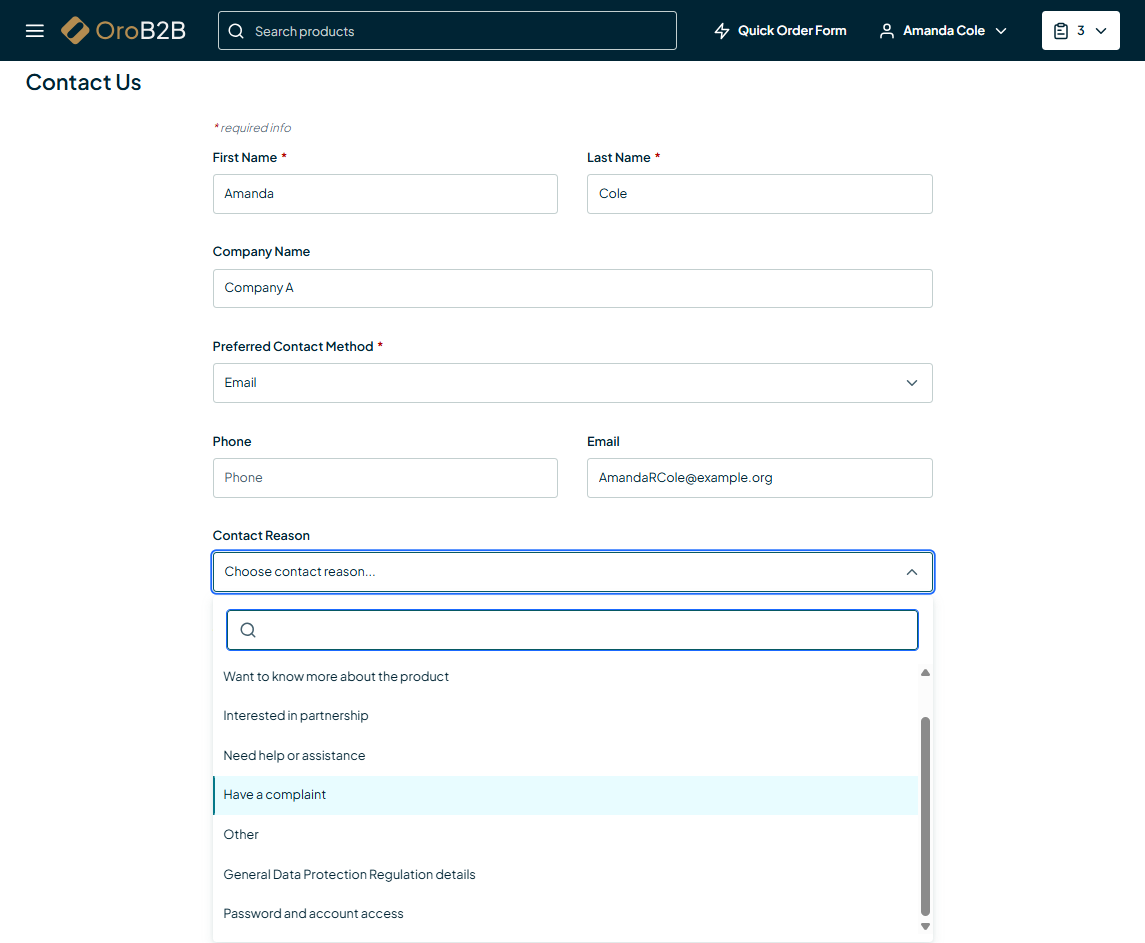 OroB2B Search products Quick Order Form Amanda Cole 3
Contact Us
* required info
First Name * Last Name *
Amanda Cole
Company Name
Company A
Preferred Contact Method *
Email
Phone Email
Phone AmandaRCole@example.org
Contact Reason
Choose contact reason...
Want to know more about the product
Interested in partnership
Need help or assistance
Have a complaint
Other
General Data Protection Regulation details
Password and account access